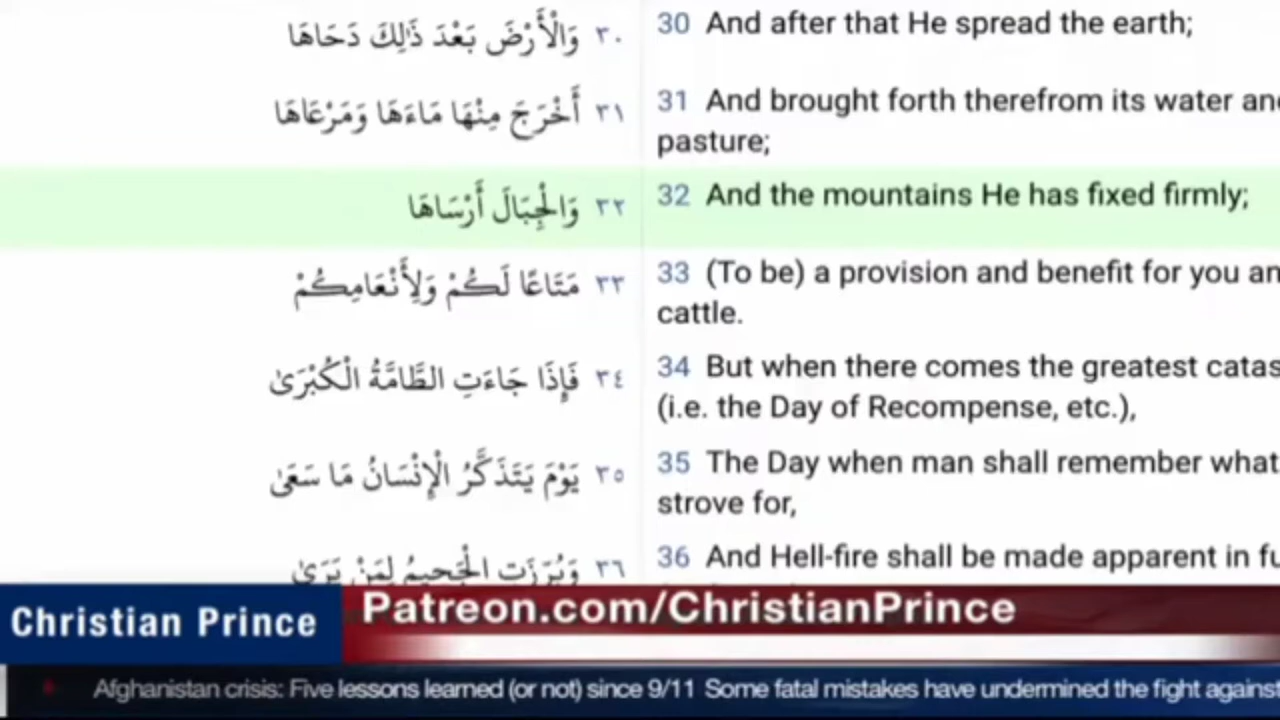 ٣٠ وَالْأَرْضَ بَعْدَ ذَٰلِكَ دَحَاهَا
30 And after that He spread the earth;
٣١ أَخْرَجَ مِنْهَا مَاءَهَا وَمَرْعَاهَا
31 And brought forth therefrom its water
pasture;
٣٢ وَالْجِبَالَ أَرْسَاهَا
32 And the mountains He has fixed firmly;
٣٣ مَتَاعًا لَكُمْ وَلِأَنْعَامِكُمْ
33 (To be) a provision and benefit for you
cattle.
٣٤ فَإِذَا جَاءَتِ الطَّامَّةُ الْكُبْرَىٰ
34 But when there comes the greatest
(i.e. the Day of Recompense, etc.),
٣٥ يَوْمَ يَتَذَكَّرُ الْإِنْسَانُ مَا سَعَىٰ
35 The Day when man shall remember what
strove for,
٣٦ وَبُرِّزَتِ الْجَحِيمُ لِمَنْ يَرَىٰ
36 And Hell-fire shall be made apparent in
Christian Prince
Patreon.com/ChristianPrince
Afghanistan crisis: Five lessons learned (or not) since 9/11 Some fatal mistakes have undermined the fight against